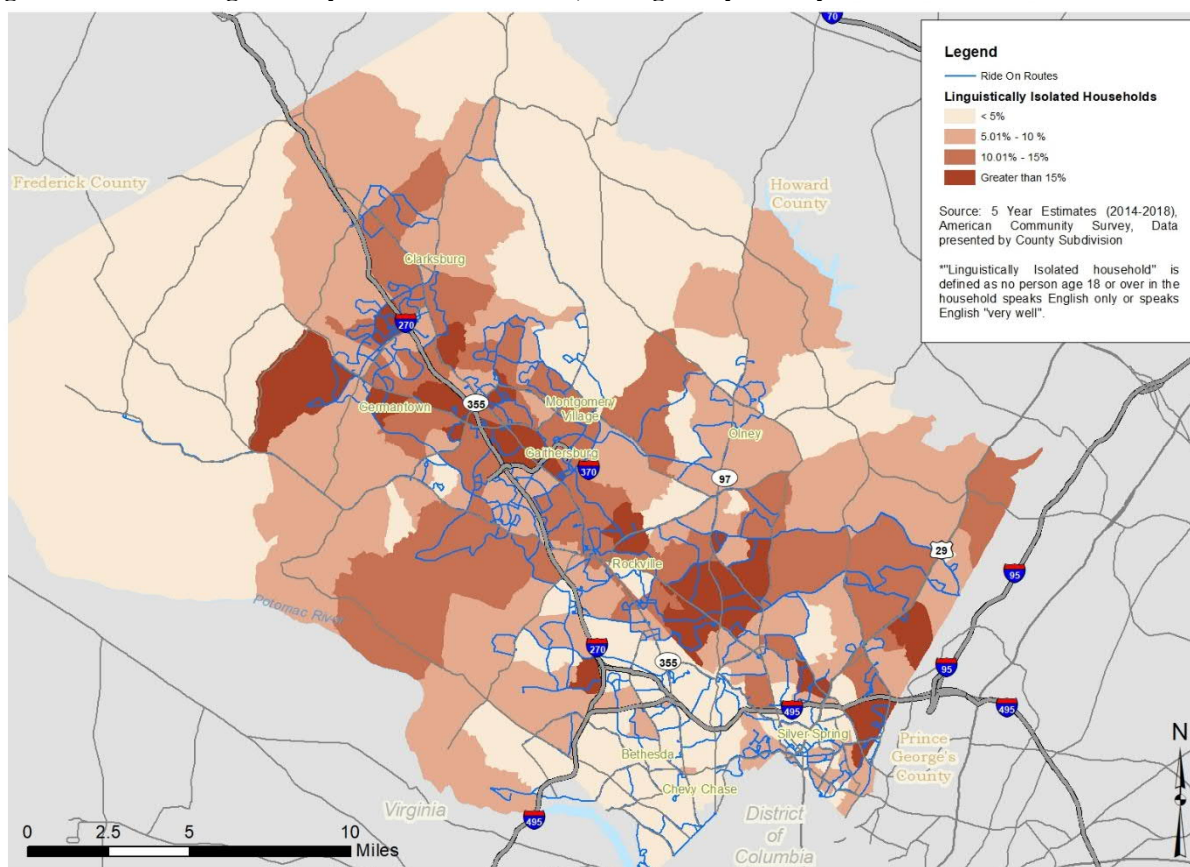 70
Legend
Ride On Routes
Linguistically Isolated Households
< 5%
5.01% - 10 %
10.01% - 15%
Greater than 15%
Source: 5 Year Estimates (2014-2018),
American Community Survey, Data
presented by County Subdivision
*"Linguistically Isolated household" is
defined as no person age 18 or over in the
household speaks English only or speaks
English "very well".
Frederick County
Howard
County
Clarksburg
270
Germantown
355
Montgomery
Village
Olney
Gaithersburg
370
97
29
Rockville
95
Potomac River
270
355
95
495
495
Silver Spring
Bethesda
Prince
George's
County
Chevy Chase
Virginia
District
of
Columbia
495
N
0 2.5 5 10
Miles